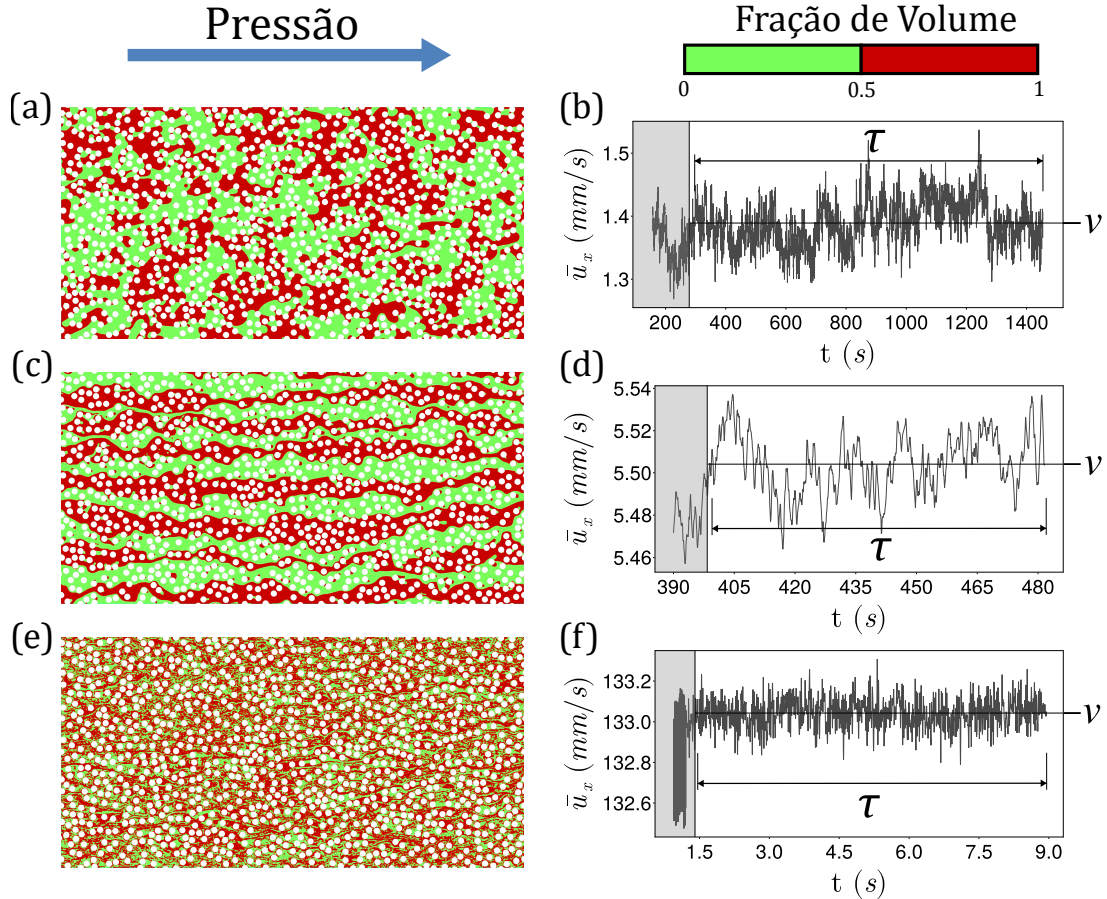 Pressão
Fração de Volume
0 0.5 1
(a)
(b)
τ
1.5
1.4
1.3
v
ū_x (mm/s)
200 400 600 800 1000 1200 1400
t (s)
(c)
(d)
5.54
5.52
5.50
5.48
5.46
v
τ
ū_x (mm/s)
390 405 420 435 450 465 480
t (s)
(e)
(f)
133.2
133.0
132.8
132.6
v
τ
ū_x (mm/s)
1.5 3.0 4.5 6.0 7.5 9.0
t (s)